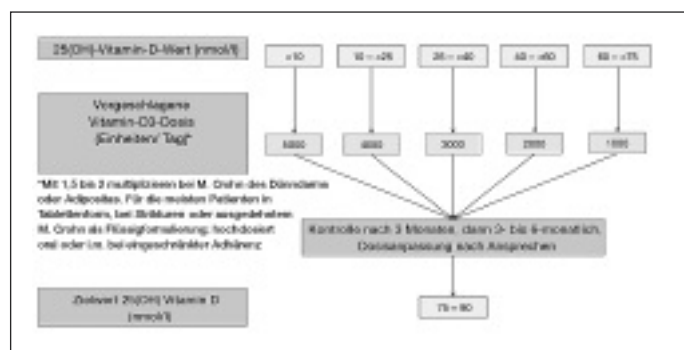 25(OH)-Vitamin-D-Wert (nmol/l)
<10
10 – <25
25 – <40
40 – <60
60 – <75
Vorgeschlagene
Vitamin-D3-Dosis
(Einheiten/ Tag)*
5000
4000
3000
2000
1000
*Mit 1,5 bis 2 multiplizieren bei M. Crohn des Dünndarms
oder Adipositas. Für die meisten Patienten in
Tablettenform, bei Strikturen oder ausgedehntem
M. Crohn als Flüssigformulierung; hochdosiert
oral oder i.m. bei eingeschränkter Adhärenz
Kontrolle nach 3 Monaten, dann 3- bis 6-monatlich,
Dosisanpassung nach Ansprechen
Zielwert 25(OH) Vitamin D
(nmol/l)